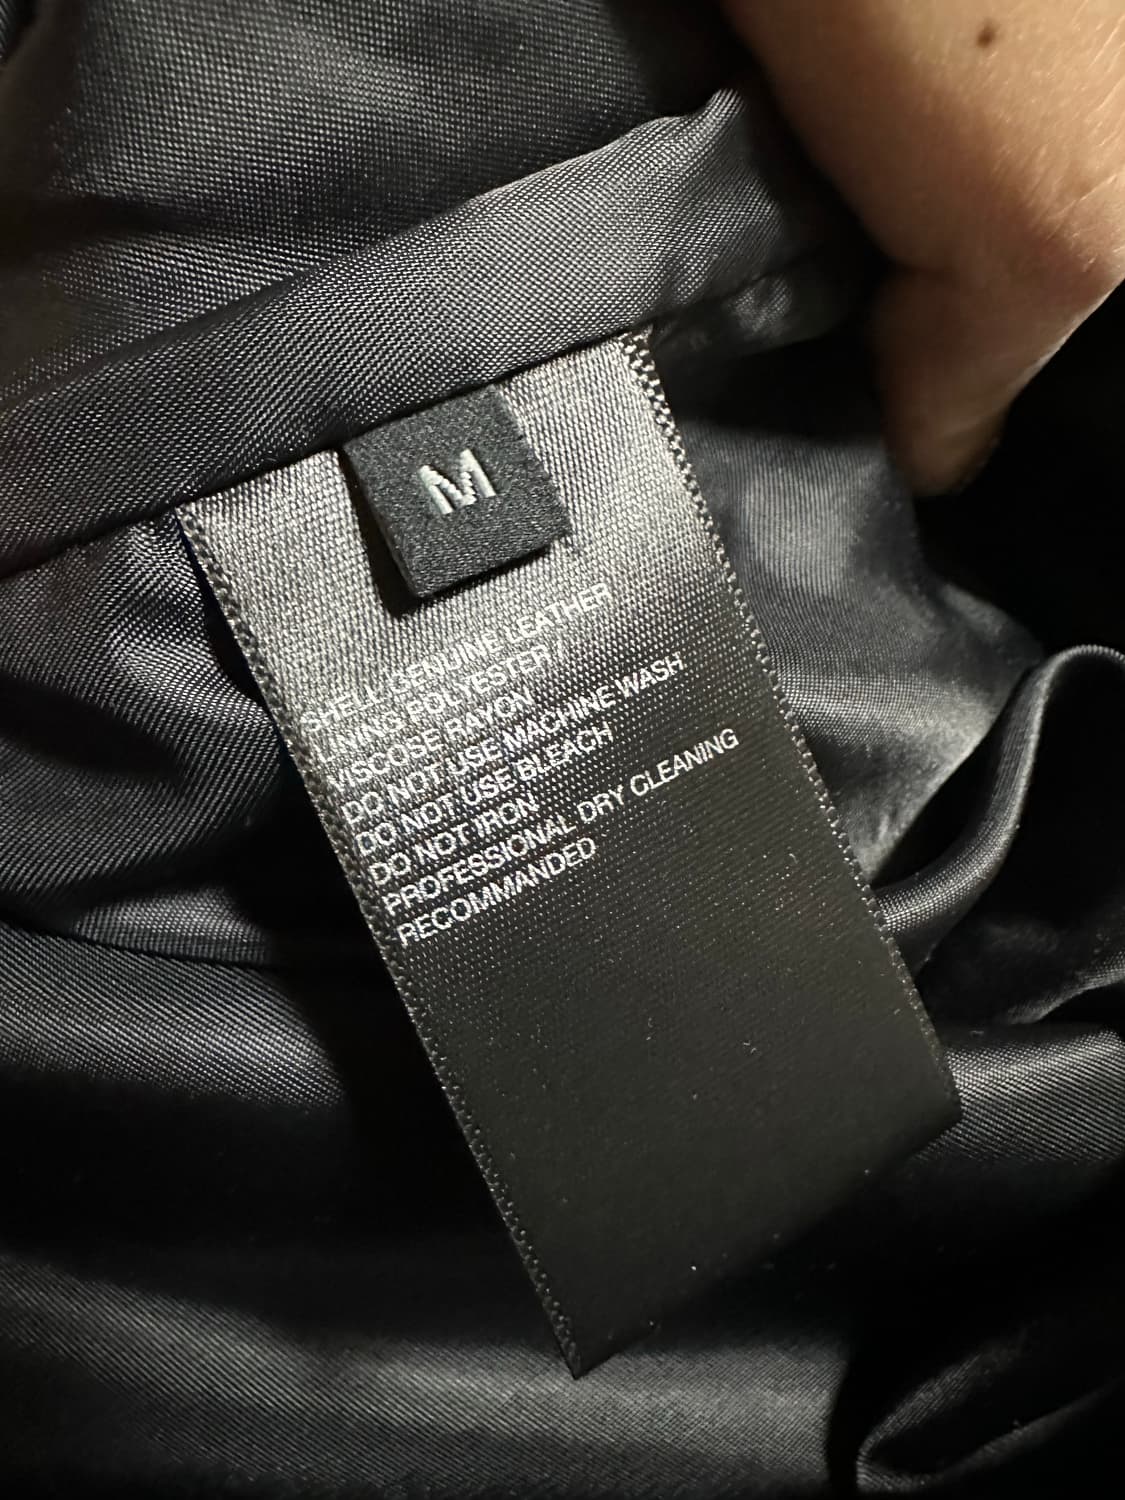 M
SHELL:GENUINE LEATHER
LINING POLYESTER/
VISCOSE RAYON
DO NOT USE MACHINE WASH
DO NOT USE BLEACH
DO NOT IRON
PROFESSIONAL DRY CLEANING
RECOMMANDED